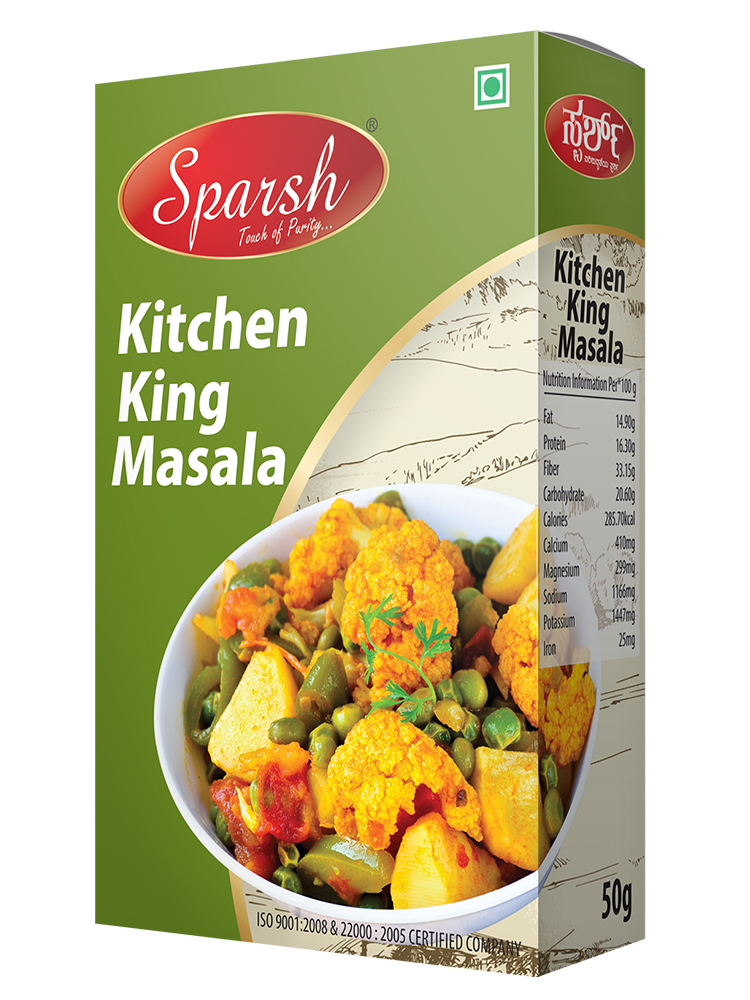 Sparsh
®
Touch of Purity...
Kitchen
King
Masala
ISO 9001:2008 & 22000 : 2005 CERTIFIED COMPANY
ಸ್ಪರ್ಶ್
Kitchen
King
Masala
Nutrition Information Per*100 g
Fat 14.90g
Protein 16.30g
Fiber 33.15g
Carbohydrate 20.60g
Calories 285.70kcal
Calcium 410mg
Magnesium 299mg
Sodium 1166mg
Potassium 1447mg
Iron 25mg
50g